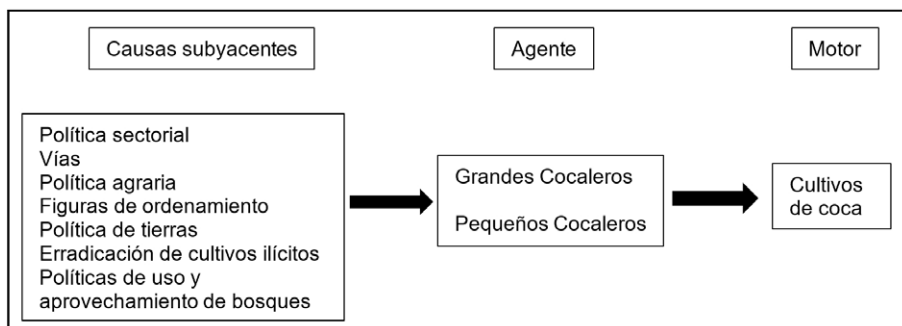 Causas subyacentes
Agente
Motor
Política sectorial
Vías
Política agraria
Figuras de ordenamiento
Política de tierras
Erradicación de cultivos ilícitos
Políticas de uso y
aprovechamiento de bosques
Grandes Cocaleros
Pequeños Cocaleros
Cultivos
de coca